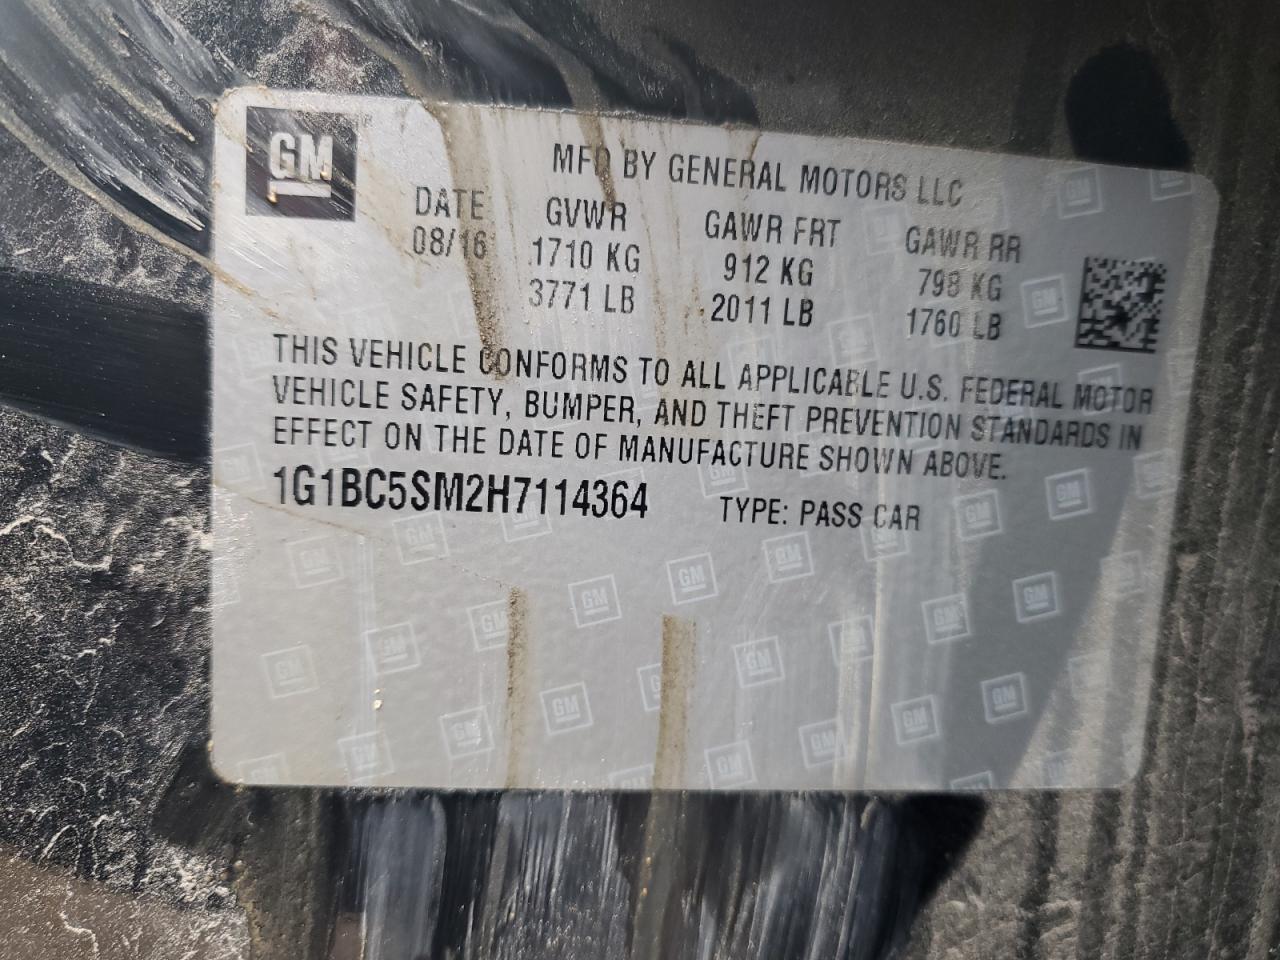 GM
MFD BY GENERAL MOTORS LLC
DATE GVWR GAWR FRT GAWR RR
08/16 1710 KG 912 KG 798 KG
3771 LB 2011 LB 1760 LB
THIS VEHICLE CONFORMS TO ALL APPLICABLE U.S. FEDERAL MOTOR
VEHICLE SAFETY, BUMPER, AND THEFT PREVENTION STANDARDS IN
EFFECT ON THE DATE OF MANUFACTURE SHOWN ABOVE.
1G1BC5SM2H7114364 TYPE: PASS CAR